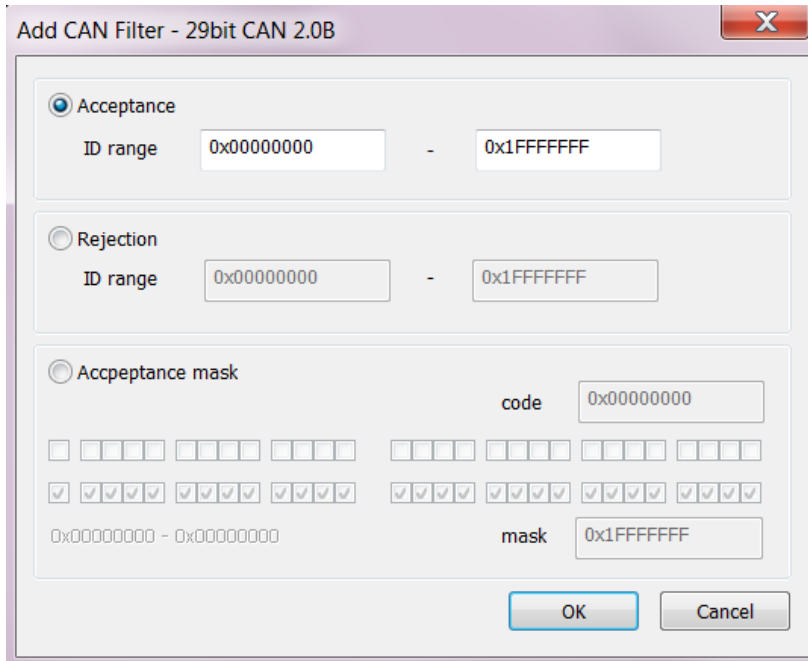 Add CAN Filter - 29bit CAN 2.0B
Acceptance
ID range 0x00000000 - 0x1FFFFFFF
Rejection
ID range 0x00000000 - 0x1FFFFFFF
Accpeptance mask
code 0x00000000
0x00000000 - 0x00000000 mask 0x1FFFFFFF
OK Cancel